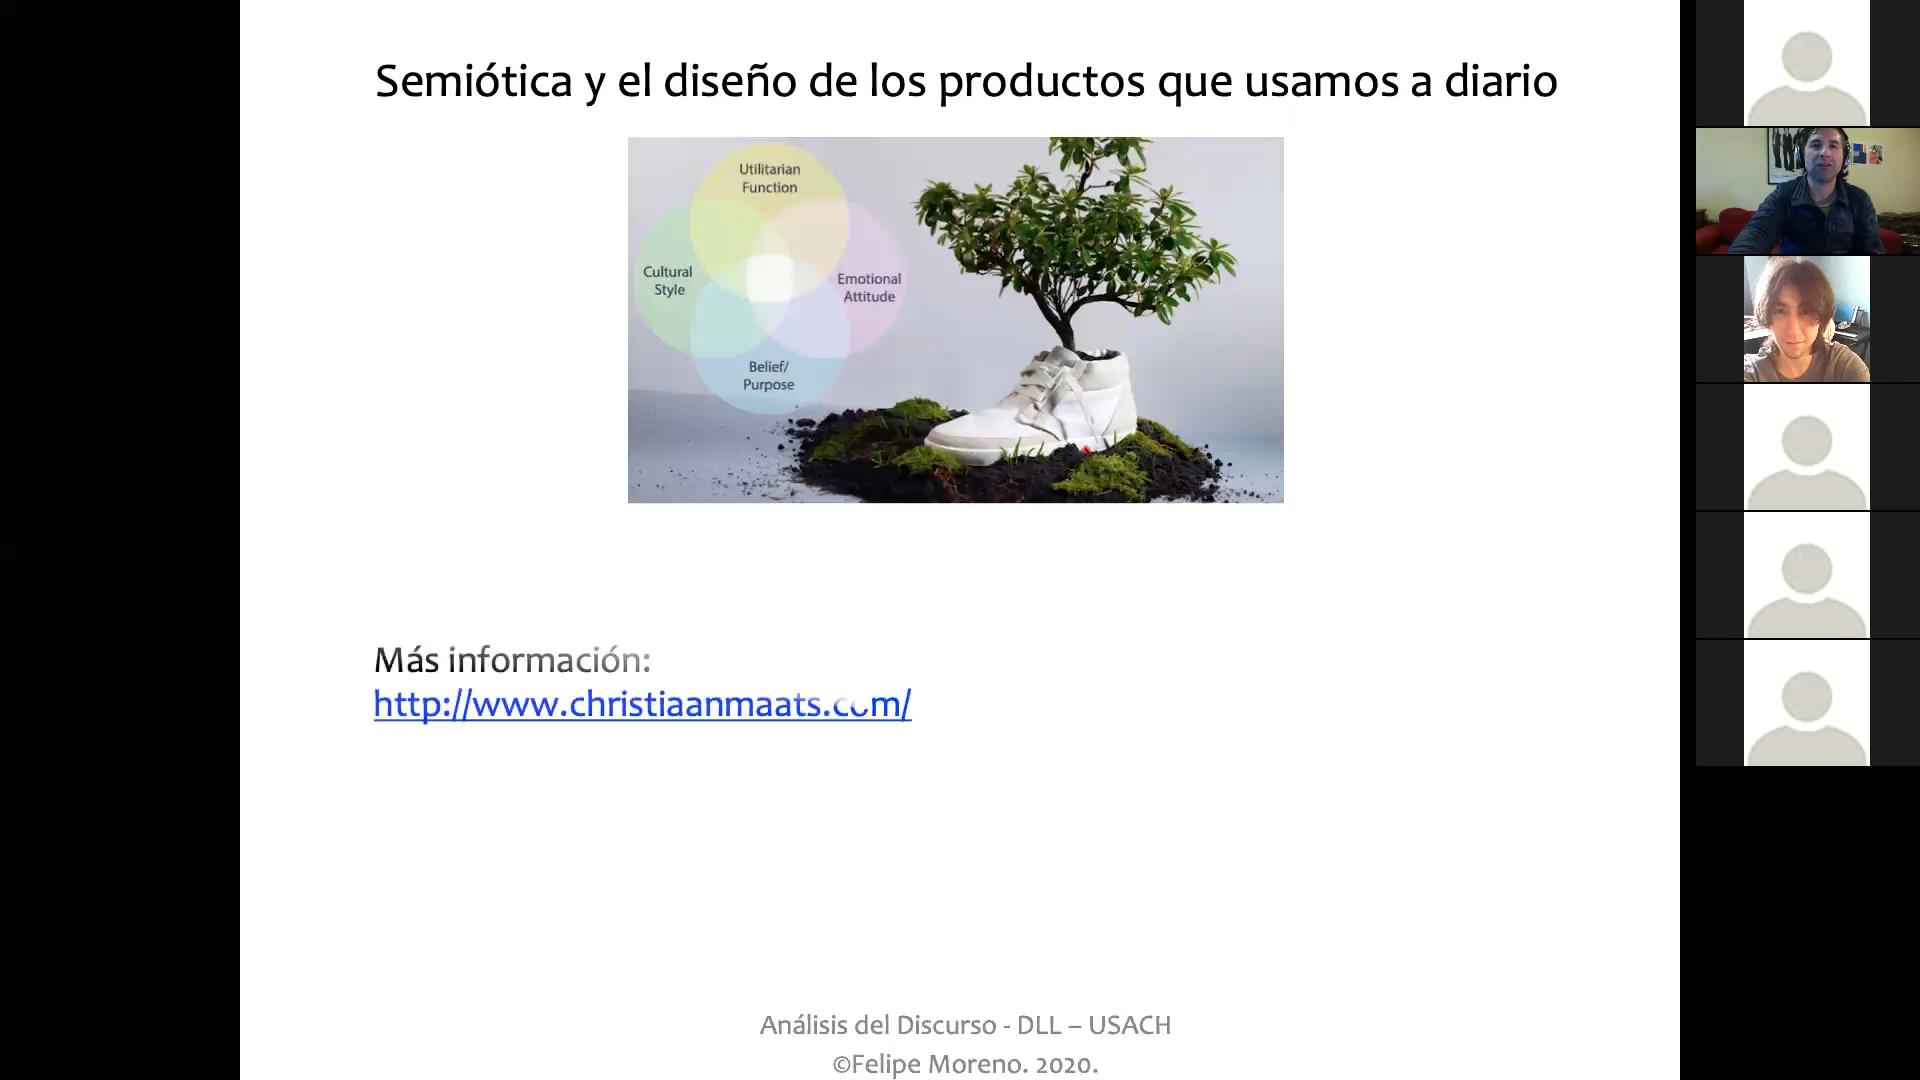 Semiótica y el diseño de los productos que usamos a diario
Utilitarian
Function
Cultural
Style
Emotional
Attitude
Belief/
Purpose
Más información:
http://www.christiaanmaats.com/
Análisis del Discurso - DLL – USACH
©Felipe Moreno. 2020.